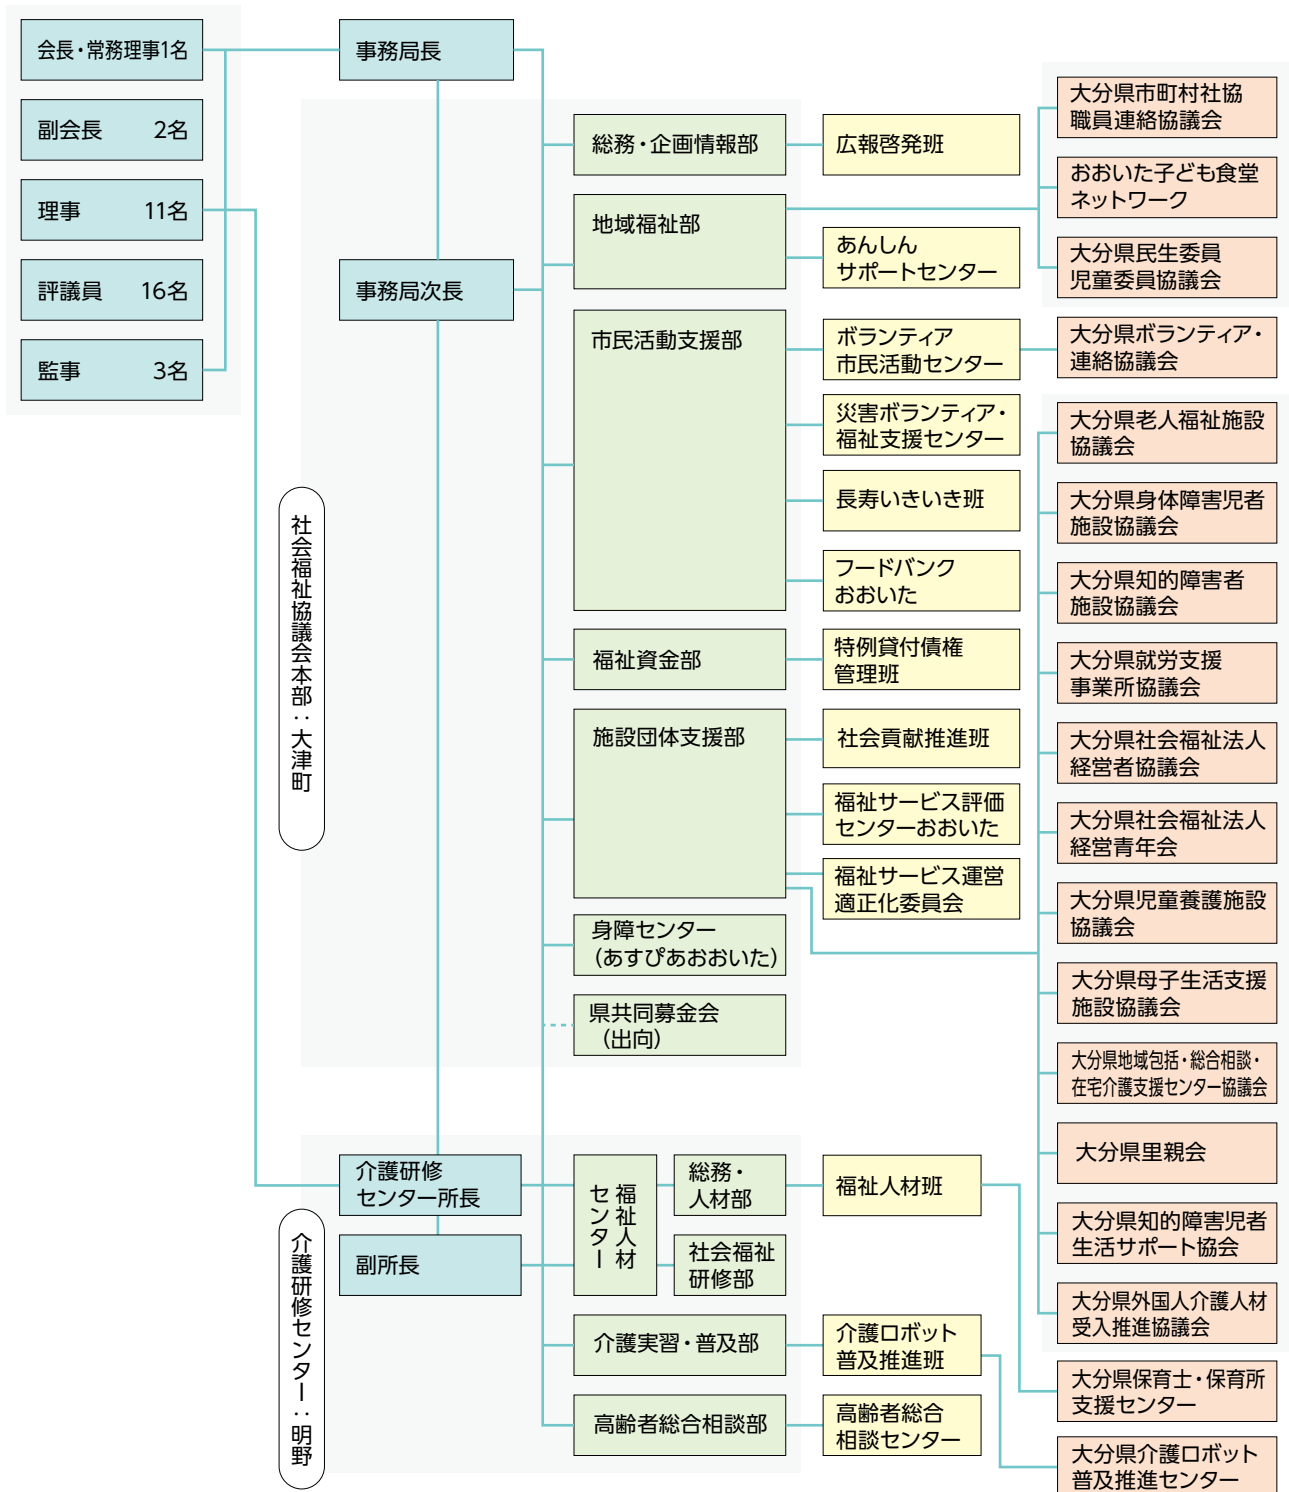 会長・常務理事1名
副会長 2名
理事 11名
評議員 16名
監事 3名
事務局長
事務局次長
社会福祉協議会本部：大津町
総務・企画情報部
広報啓発班
地域福祉部
あんしん
サポートセンター
大分県市町村社協
職員連絡協議会
おおいた子ども食堂
ネットワーク
大分県民生委員
児童委員協議会
市民活動支援部
ボランティア
市民活動センター
大分県ボランティア・
連絡協議会
災害ボランティア・
福祉支援センター
長寿いきいき班
フードバンク
おおいた
福祉資金部
特例貸付債権
管理班
施設団体支援部
社会貢献推進班
福祉サービス評価
センターおおいた
福祉サービス運営
適正化委員会
大分県老人福祉施設
協議会
大分県身体障害児者
施設協議会
大分県知的障害者
施設協議会
大分県就労支援
事業所協議会
大分県社会福祉法人
経営者協議会
大分県社会福祉法人
経営青年会
大分県児童養護施設
協議会
大分県母子生活支援
施設協議会
大分県地域包括・総合相談・
在宅介護支援センター協議会
大分県里親会
大分県知的障害児者
生活サポート協会
大分県外国人介護人材
受入推進協議会
身障センター
（あすぴあおおいた）
県共同募金会
（出向）
介護研修センター：明野
介護研修
センター所長
副所長
福祉人材
センター
総務・
人材部
福祉人材班
社会福祉
研修部
介護実習・普及部
介護ロボット
普及推進班
高齢者総合相談部
高齢者総合
相談センター
大分県保育士・保育所
支援センター
大分県介護ロボット
普及推進センター